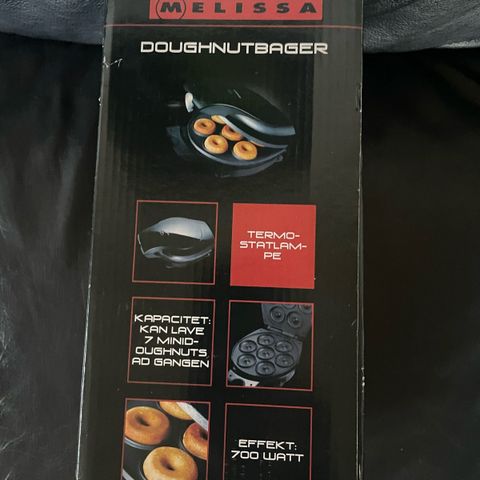 MELISSA
DOUGHNUTBAGER
TERMO-
STATLAM-
PE
KAPACITET:
KAN LAVE
7 MINID-
OUGHNUTS
AD GANGEN
EFFEKT:
700 WATT